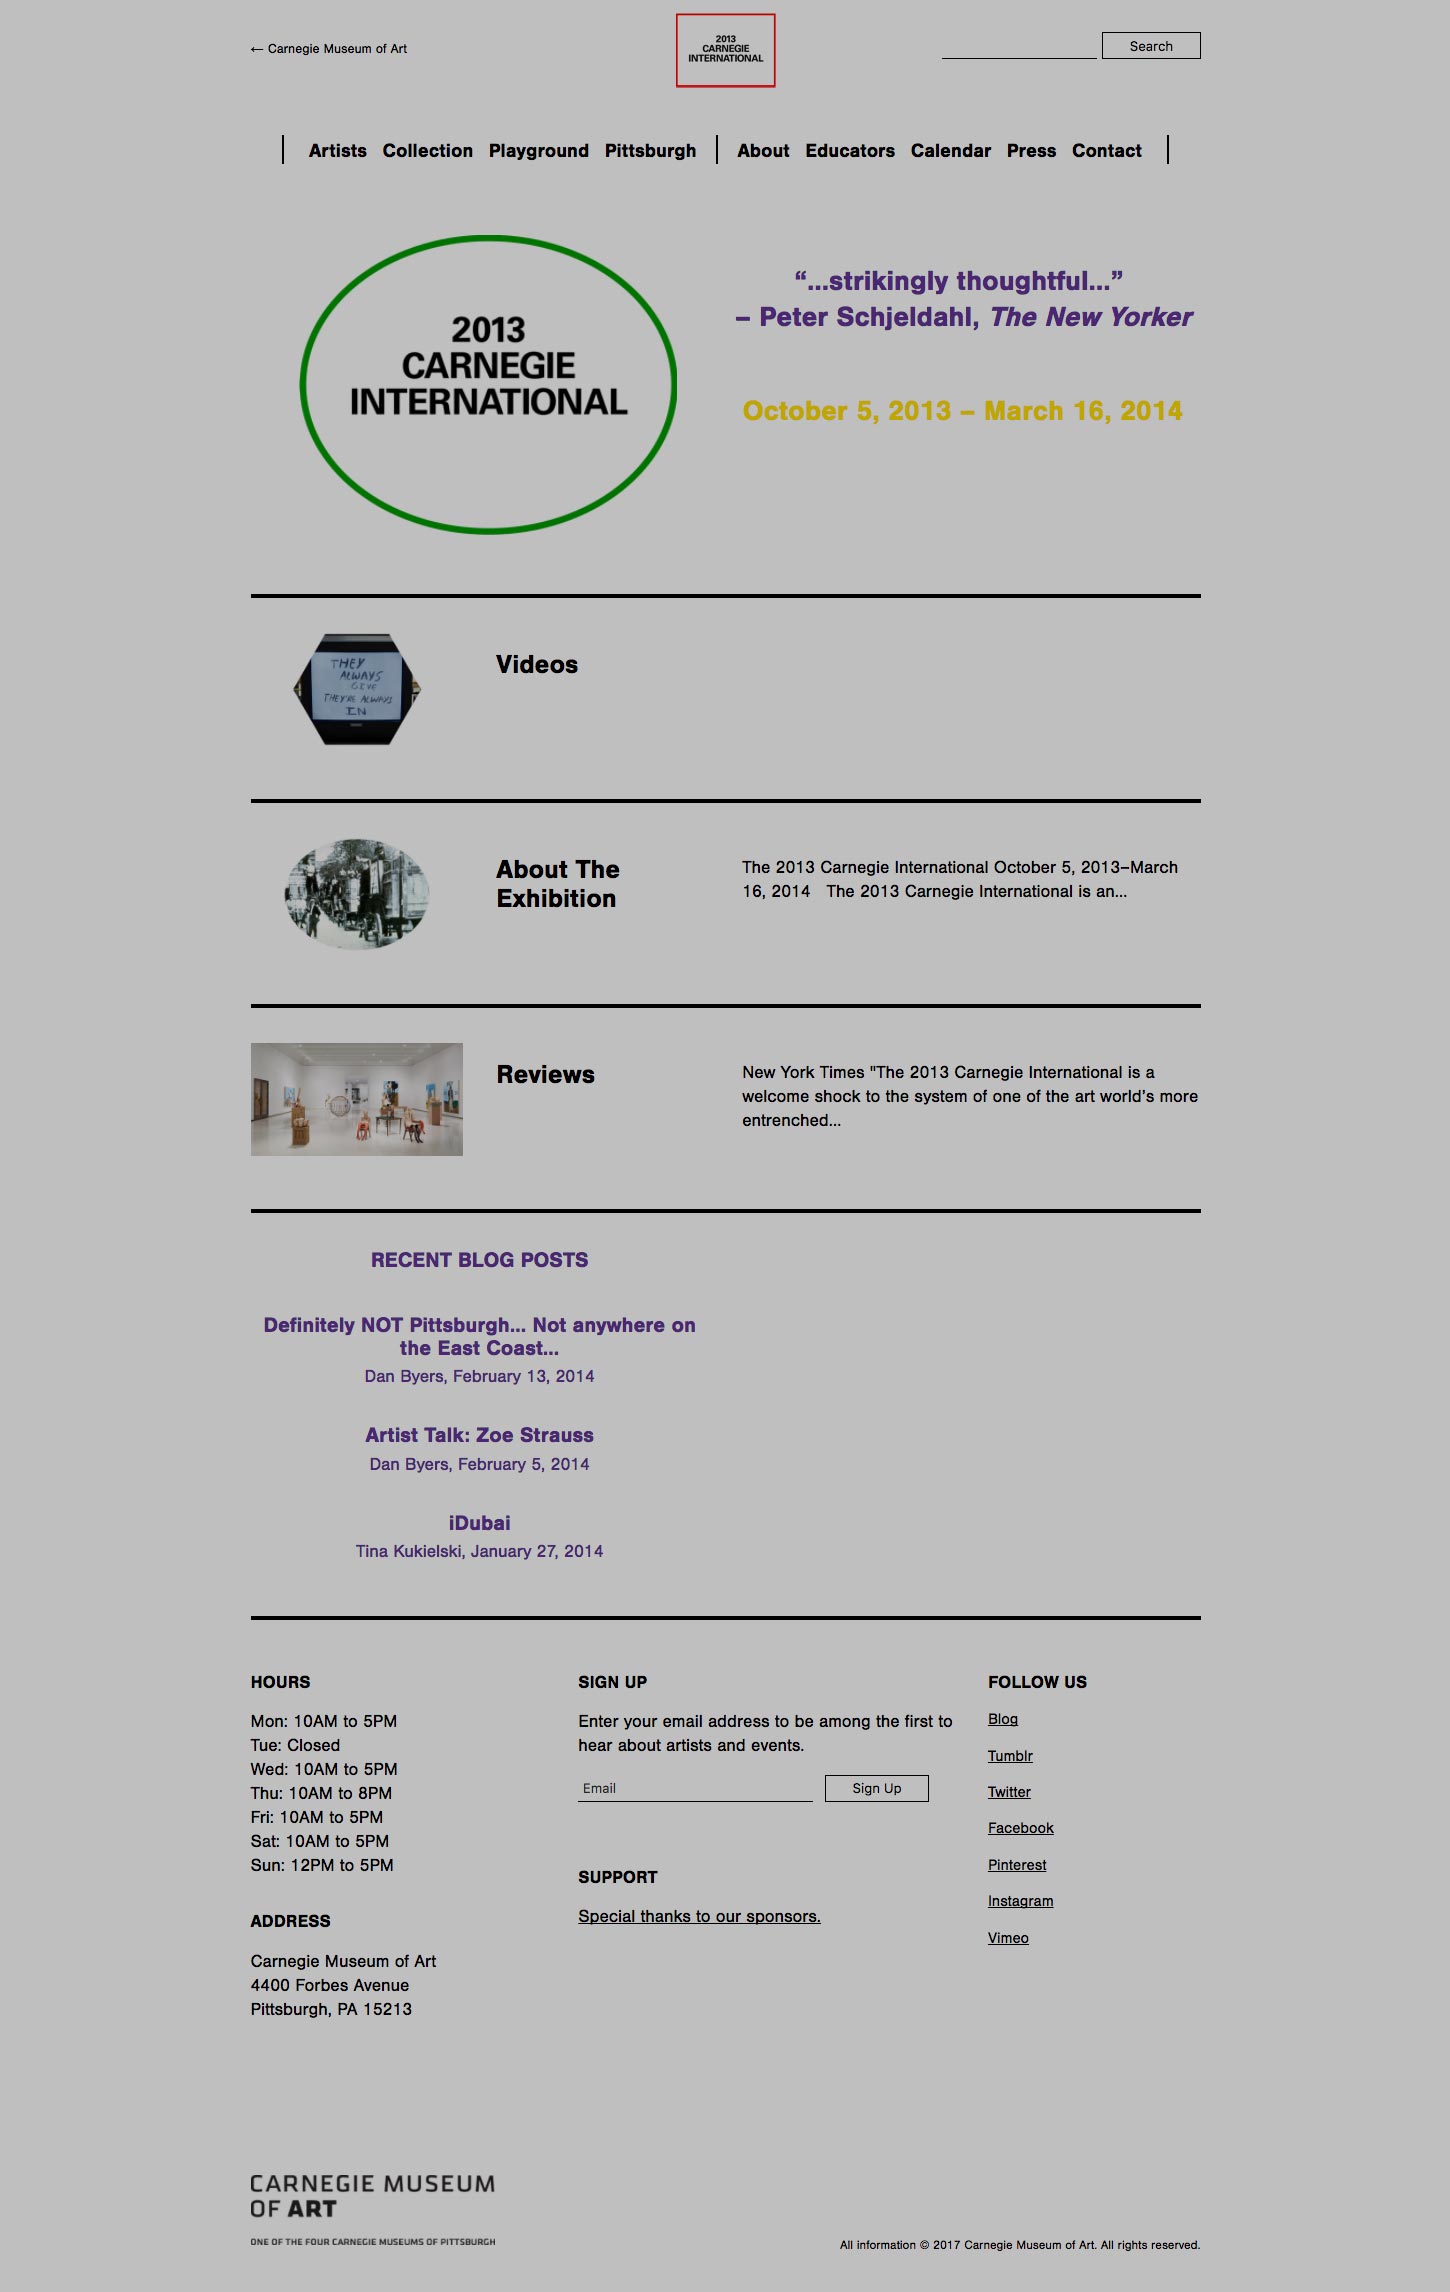 ← Carnegie Museum of Art
2013
CARNEGIE
INTERNATIONAL
Search
Artists Collection Playground Pittsburgh About Educators Calendar Press Contact
2013
CARNEGIE
INTERNATIONAL
“...strikingly thoughtful...”
– Peter Schjeldahl, The New Yorker
October 5, 2013 – March 16, 2014
THEY
ALWAYS
GIVE
THEY'RE ALWAYS
IN
Videos
About The
Exhibition
The 2013 Carnegie International October 5, 2013–March
16, 2014 The 2013 Carnegie International is an...
Reviews
New York Times "The 2013 Carnegie International is a
welcome shock to the system of one of the art world’s more
entrenched...
RECENT BLOG POSTS
Definitely NOT Pittsburgh... Not anywhere on
the East Coast...
Dan Byers, February 13, 2014
Artist Talk: Zoe Strauss
Dan Byers, February 5, 2014
iDubai
Tina Kukielski, January 27, 2014
HOURS
Mon: 10AM to 5PM
Tue: Closed
Wed: 10AM to 5PM
Thu: 10AM to 8PM
Fri: 10AM to 5PM
Sat: 10AM to 5PM
Sun: 12PM to 5PM
ADDRESS
Carnegie Museum of Art
4400 Forbes Avenue
Pittsburgh, PA 15213
SIGN UP
Enter your email address to be among the first to
hear about artists and events.
Email
Sign Up
SUPPORT
Special thanks to our sponsors.
FOLLOW US
Blog
Tumblr
Twitter
Facebook
Pinterest
Instagram
Vimeo
CARNEGIE MUSEUM
OF ART
ONE OF THE FOUR CARNEGIE MUSEUMS OF PITTSBURGH
All information © 2017 Carnegie Museum of Art. All rights reserved.